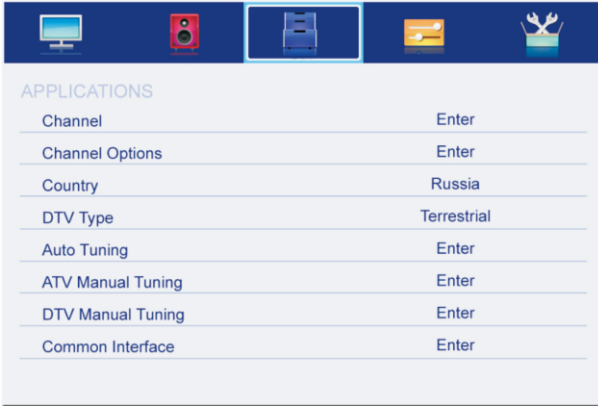 APPLICATIONS
Channel Enter
Channel Options Enter
Country Russia
DTV Type Terrestrial
Auto Tuning Enter
ATV Manual Tuning Enter
DTV Manual Tuning Enter
Common Interface Enter